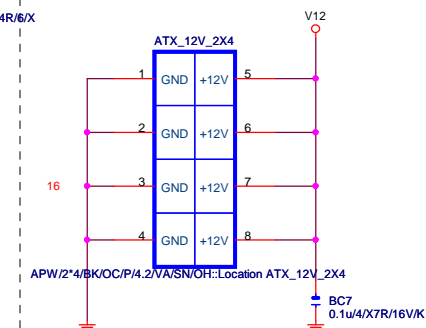 4R/6/X
V12
ATX_12V_2X4
1 GND +12V 5
2 GND +12V 6
16 3 GND +12V 7
4 GND +12V 8
APW/2*4/BK/OC/P/4.2/VA/SN/OH::Location ATX_12V_2X4
BC7
0.1u/4/X7R/16V/K